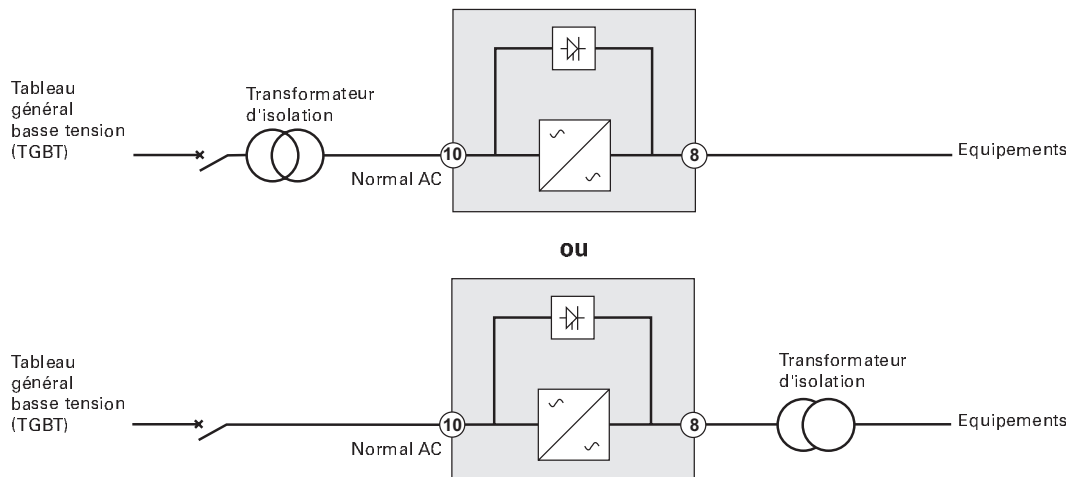 Tableau
général
basse tension
(TGBT)
Transformateur
d'isolation
10
Normal AC
8
Equipements
ou
Tableau
général
basse tension
(TGBT)
10
Normal AC
8
Transformateur
d'isolation
Equipements